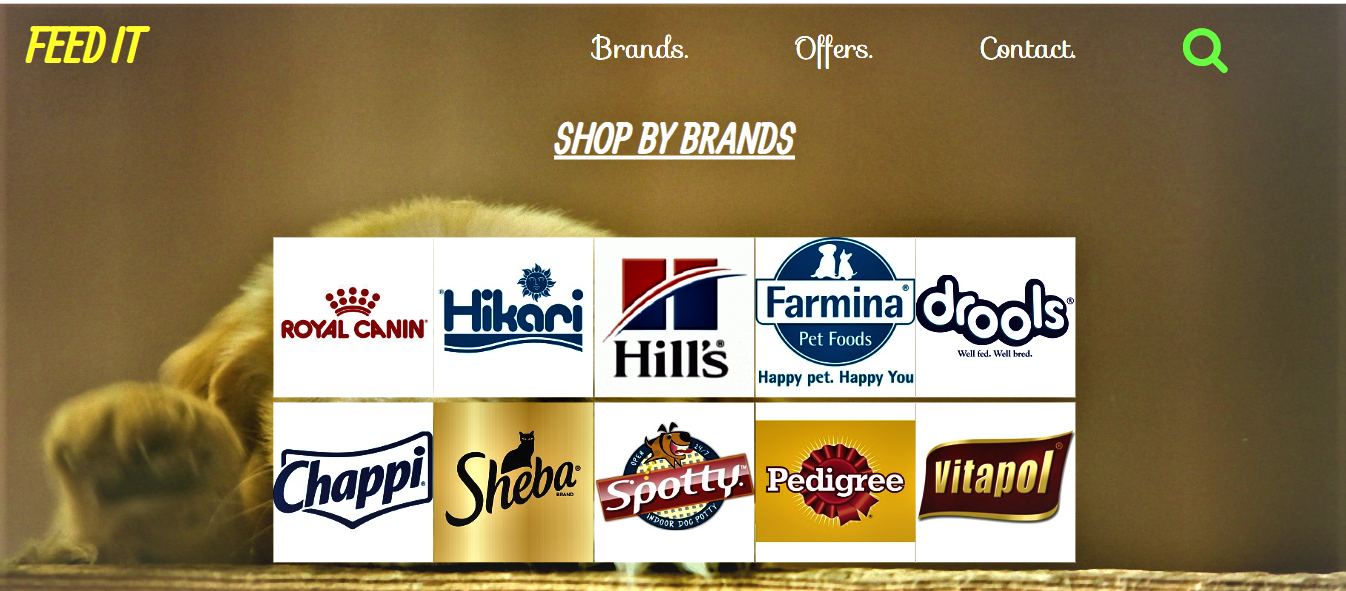 FEED IT
Brands.
Offers.
Contact.
SHOP BY BRANDS
ROYAL CANIN®
Hikari®
Hill's®
Farmina®
Pet Foods
Happy pet. Happy You
drools®
Well fed. Well bred.
Chappi®
Sheba®
BRAND
OPEN 24/7
Spotty.™
INDOOR DOG POTTY
Pedigree®
Vitapol®